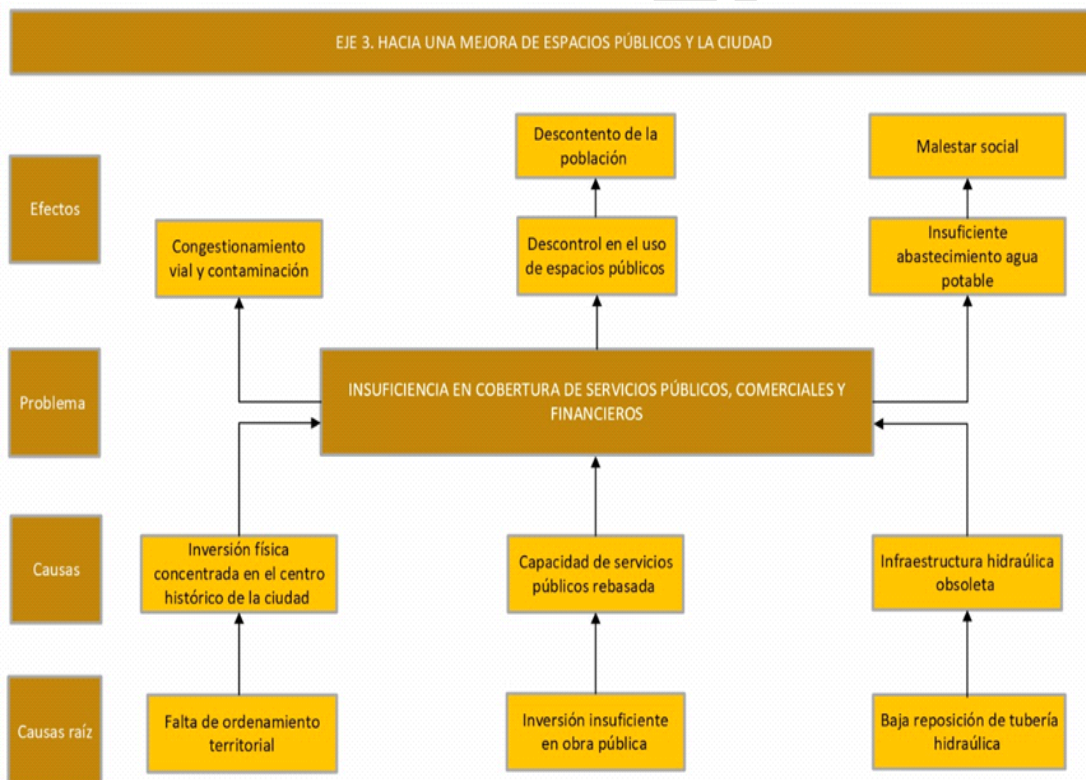 EJE 3. HACIA UNA MEJORA DE ESPACIOS PÚBLICOS Y LA CIUDAD
Efectos
Descontento de la
población
Malestar social
Congestionamiento
vial y contaminación
Descontrol en el uso
de espacios públicos
Insuficiente
abastecimiento agua
potable
Problema
INSUFICIENCIA EN COBERTURA DE SERVICIOS PÚBLICOS, COMERCIALES Y
FINANCIEROS
Causas
Inversión física
concentrada en el centro
histórico de la ciudad
Capacidad de servicios
públicos rebasada
Infraestructura hidraúlica
obsoleta
Causas raíz
Falta de ordenamiento
territorial
Inversión insuficiente
en obra pública
Baja reposición de tubería
hidraúlica